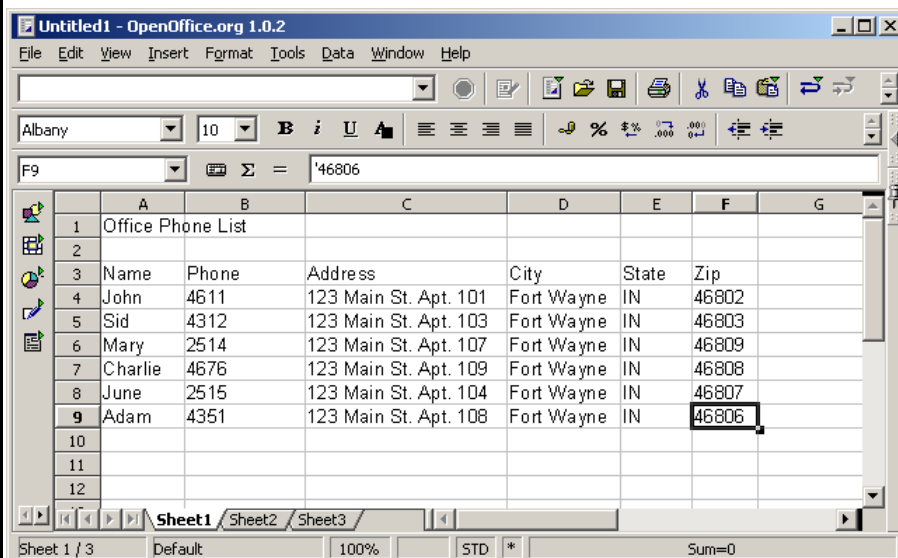 Untitled1 - OpenOffice.org 1.0.2
File Edit View Insert Format Tools Data Window Help
Albany 10 B i U A % $% .000 .000
F9 Σ = '46806
A B C D E F G
1 Office Phone List
2
3 Name Phone Address City State Zip
4 John 4611 123 Main St. Apt. 101 Fort Wayne IN 46802
5 Sid 4312 123 Main St. Apt. 103 Fort Wayne IN 46803
6 Mary 2514 123 Main St. Apt. 107 Fort Wayne IN 46809
7 Charlie 4676 123 Main St. Apt. 109 Fort Wayne IN 46808
8 June 2515 123 Main St. Apt. 104 Fort Wayne IN 46807
9 Adam 4351 123 Main St. Apt. 108 Fort Wayne IN 46806
10
11
12
Sheet1 Sheet2 Sheet3
Sheet 1 / 3 Default 100% STD * Sum=0